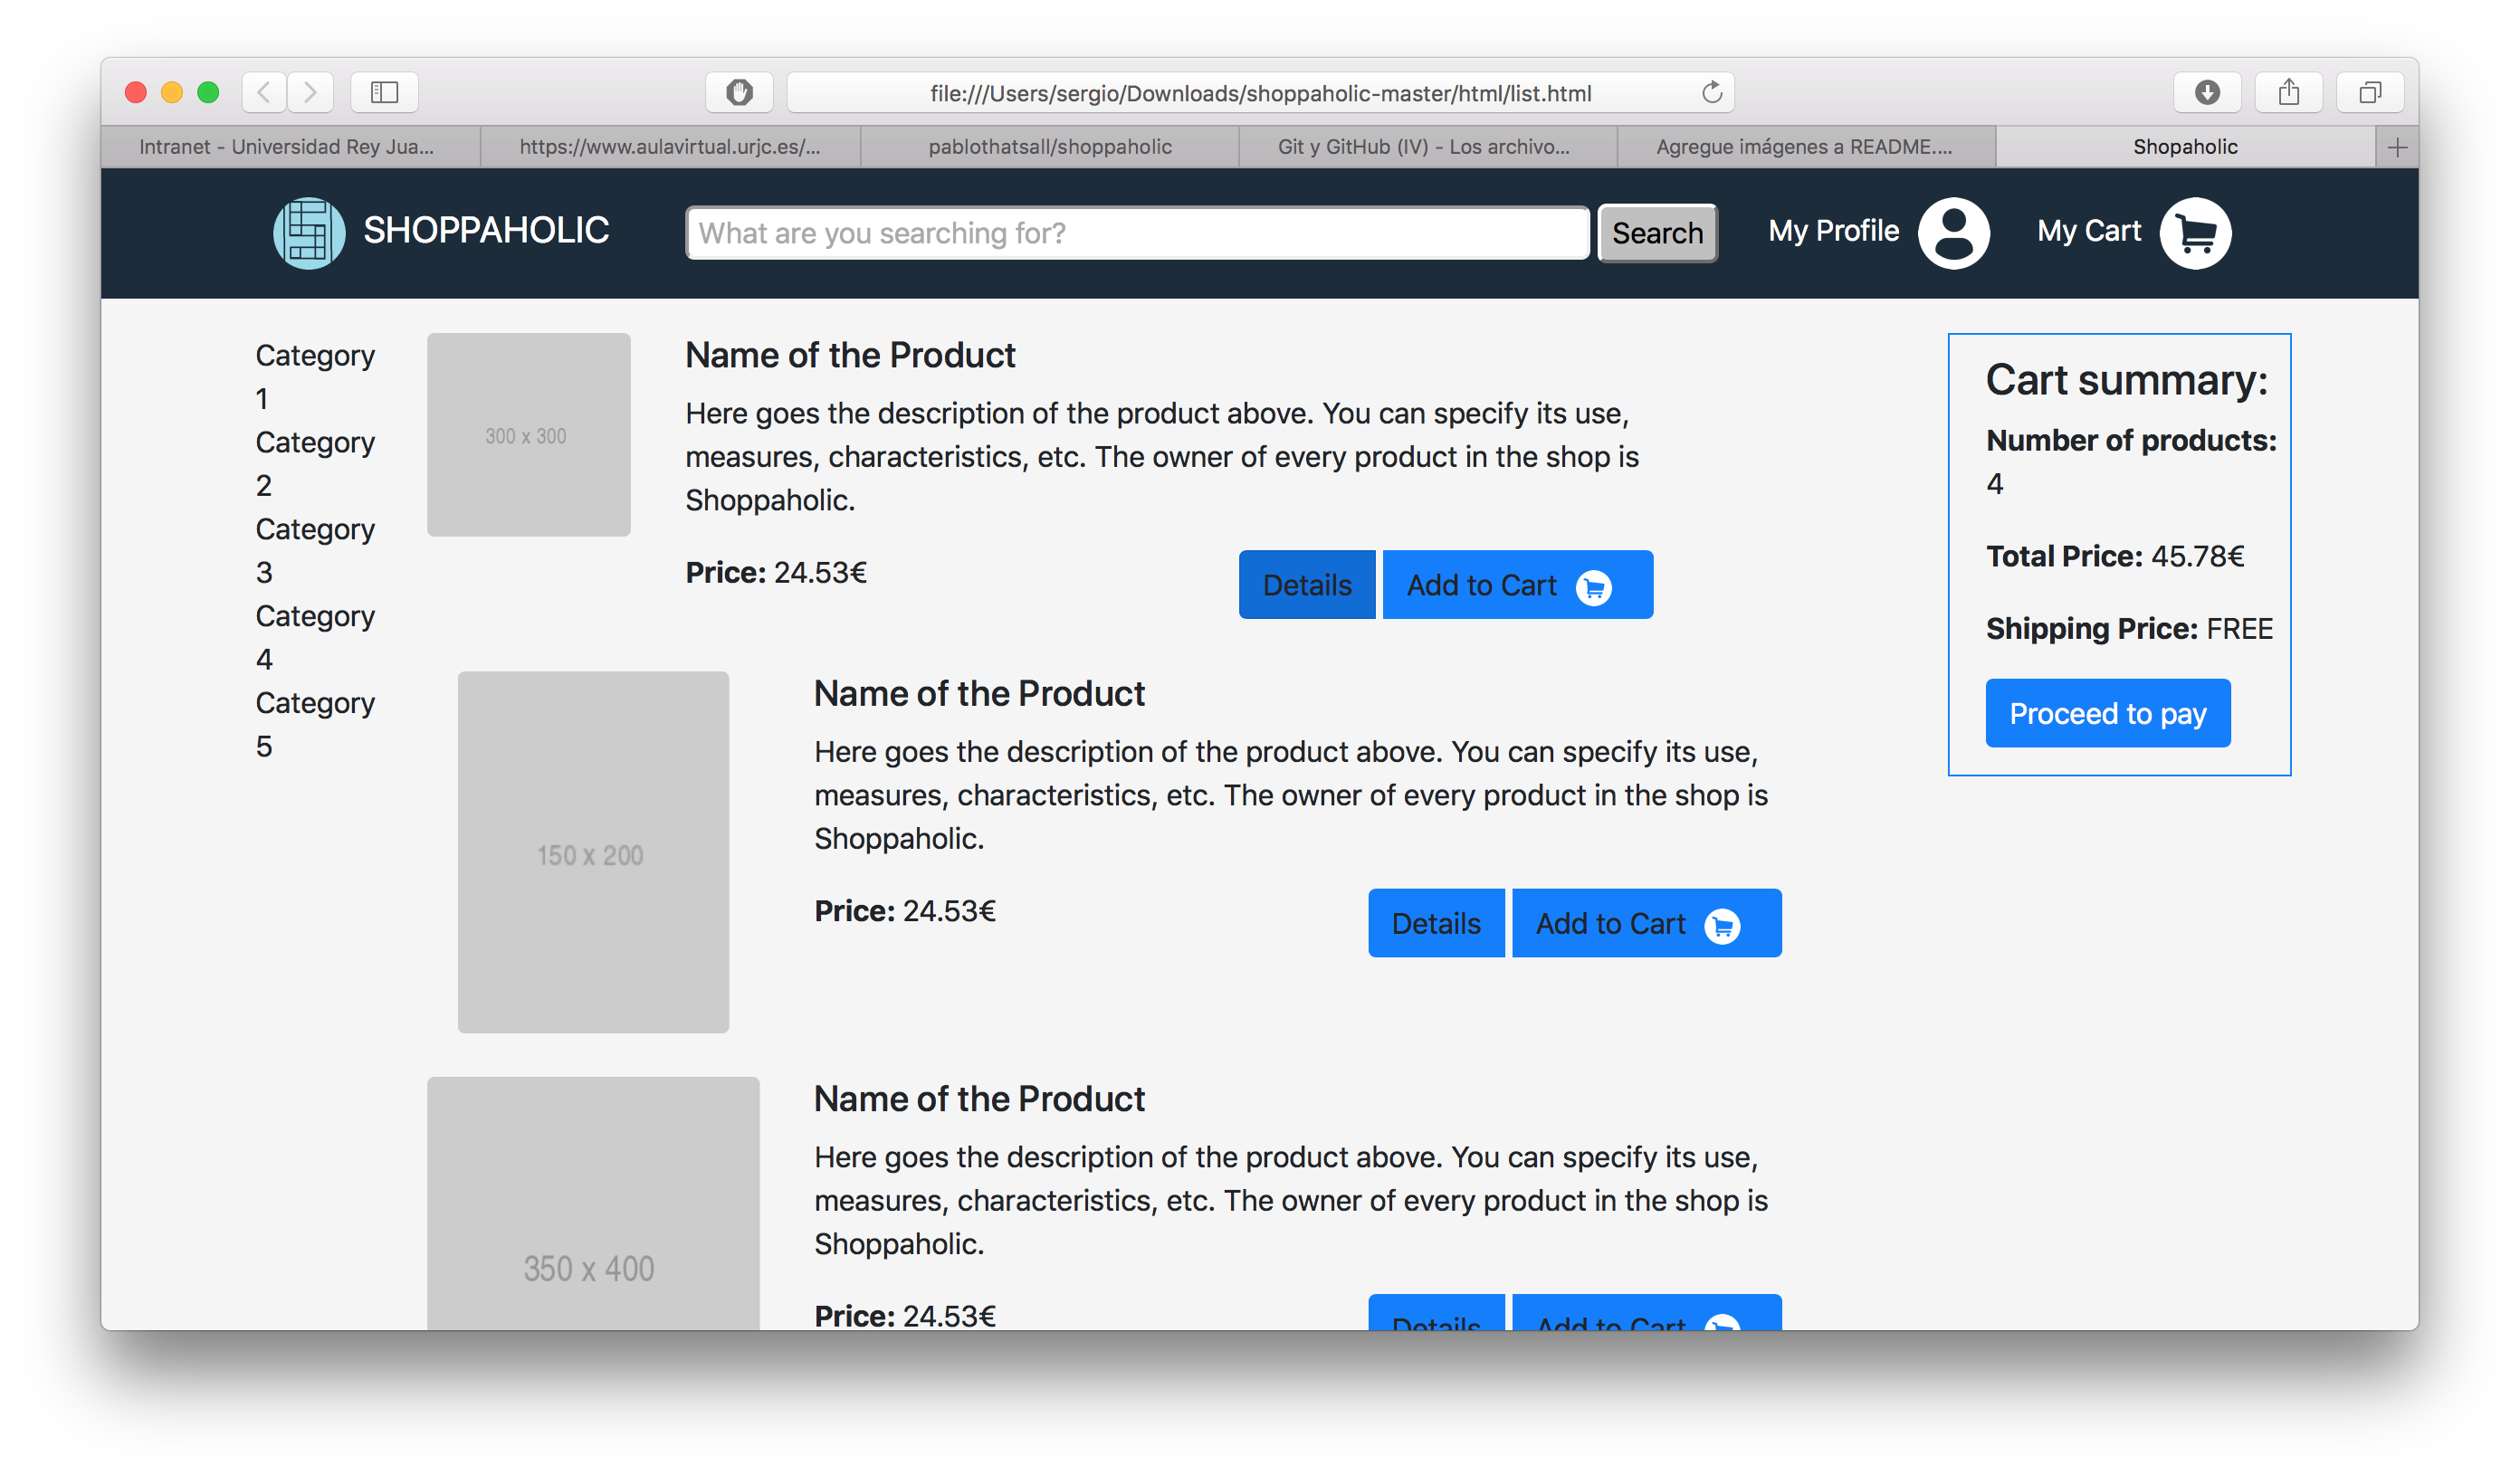 file:///Users/sergio/Downloads/shoppaholic-master/html/list.html
Intranet - Universidad Rey Jua...
https://www.aulavirtual.urjc.es/...
pablothatsall/shoppaholic
Git y GitHub (IV) - Los archivo...
Agregue imágenes a README....
Shopaholic
SHOPPAHOLIC
What are you searching for?
Search
My Profile
My Cart
Category
1
Category
2
Category
3
Category
4
Category
5
300 x 300
Name of the Product
Here goes the description of the product above. You can specify its use,
measures, characteristics, etc. The owner of every product in the shop is
Shoppaholic.
Price: 24.53€
Details
Add to Cart
150 x 200
Name of the Product
Here goes the description of the product above. You can specify its use,
measures, characteristics, etc. The owner of every product in the shop is
Shoppaholic.
Price: 24.53€
Details
Add to Cart
350 x 400
Name of the Product
Here goes the description of the product above. You can specify its use,
measures, characteristics, etc. The owner of every product in the shop is
Shoppaholic.
Price: 24.53€
Details
Add to Cart
Cart summary:
Number of products:
4
Total Price: 45.78€
Shipping Price: FREE
Proceed to pay